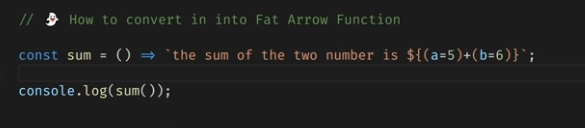 // 👻 How to convert in into Fat Arrow Function
const sum = () => `the sum of the two number is ${(a=5)+(b=6)}`;
console.log(sum());